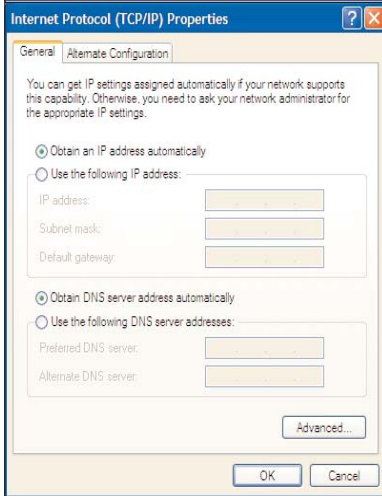 Internet Protocol (TCP/IP) Properties
General
Alternate Configuration
You can get IP settings assigned automatically if your network supports
this capability. Otherwise, you need to ask your network administrator for
the appropriate IP settings.
Obtain an IP address automatically
Use the following IP address:
IP address:
Subnet mask:
Default gateway:
Obtain DNS server address automatically
Use the following DNS server addresses:
Preferred DNS server:
Alternate DNS server:
Advanced...
OK
Cancel